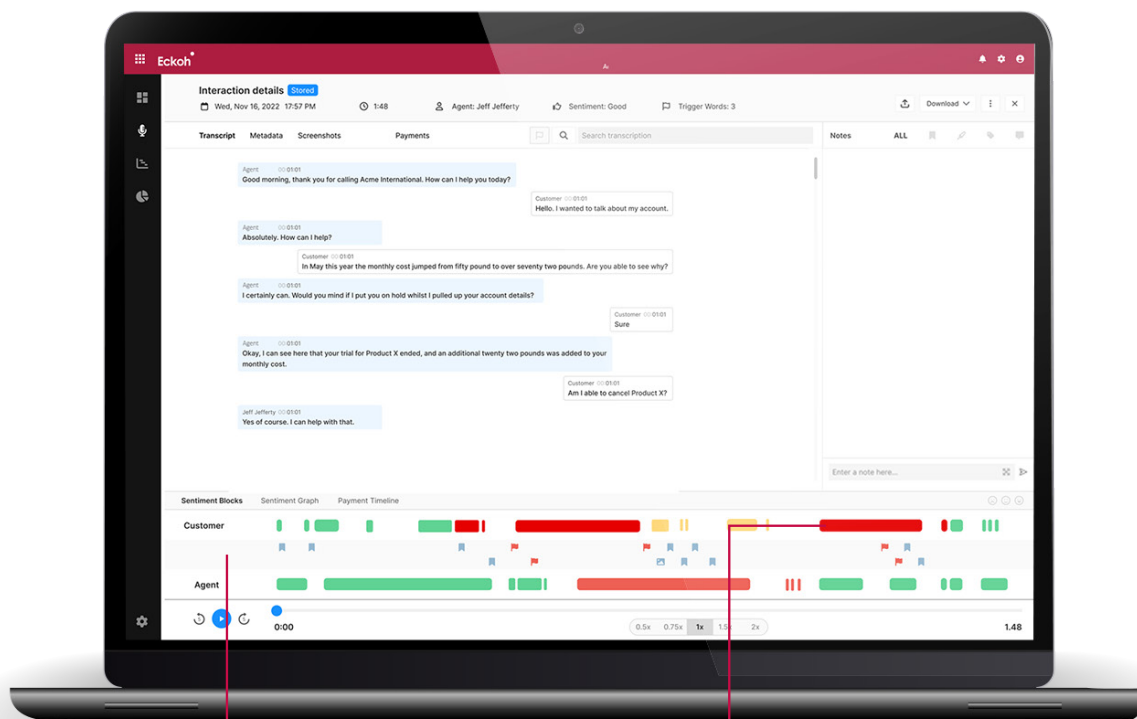 Eckoh
Interaction details Stored
Wed, Nov 16, 2022 17:57 PM 1:48 Agent: Jeff Jefferty Sentiment: Good Trigger Words: 3 Download
Transcript Metadata Screenshots Payments Search transcription Notes ALL
Agent 00:01:01
Good morning, thank you for calling Acme International. How can I help you today?
Customer 00:01:01
Hello. I wanted to talk about my account.
Agent 00:01:01
Absolutely. How can I help?
Customer 00:01:01
In May this year the monthly cost jumped from fifty pound to over seventy two pounds. Are you able to see why?
Agent 00:01:01
I certainly can. Would you mind if I put you on hold whilst I pulled up your account details?
Customer 00:01:01
Sure
Agent 00:01:01
Okay, I can see here that your trial for Product X ended, and an additional twenty two pounds was added to your
monthly cost.
Customer 00:01:01
Am I able to cancel Product X?
Jeff Jefferty 00:01:01
Yes of course. I can help with that.
Enter a note here...
Sentiment Blocks Sentiment Graph Payment Timeline
Customer
Agent
0:00 0.5x 0.75x 1x 1.5x 2x 1.48